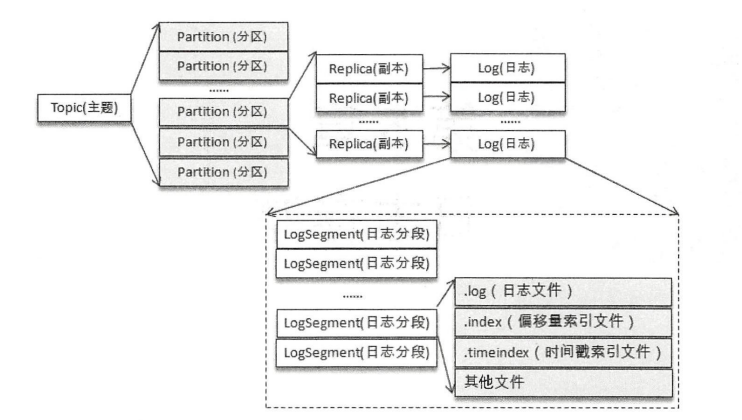 Topic(主题)
Partition (分区)
Partition (分区)
······
Partition (分区)
Partition (分区)
Partition (分区)
Replica(副本)
Replica(副本)
······
Replica(副本)
Log(日志)
Log(日志)
······
Log(日志)
LogSegment(日志分段)
LogSegment(日志分段)
······
LogSegment(日志分段)
LogSegment(日志分段)
.log（日志文件）
.index（偏移量索引文件）
.timeindex（时间戳索引文件）
其他文件